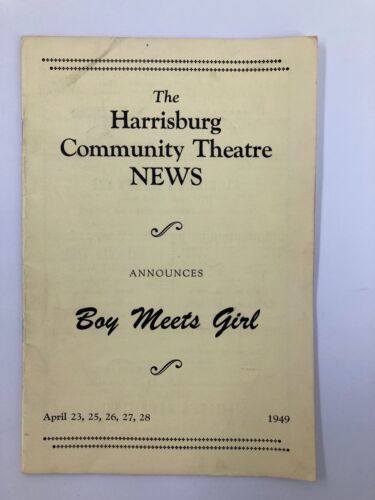 The
Harrisburg
Community Theatre
NEWS
ANNOUNCES
Boy Meets Girl
April 23, 25, 26, 27, 28 1949